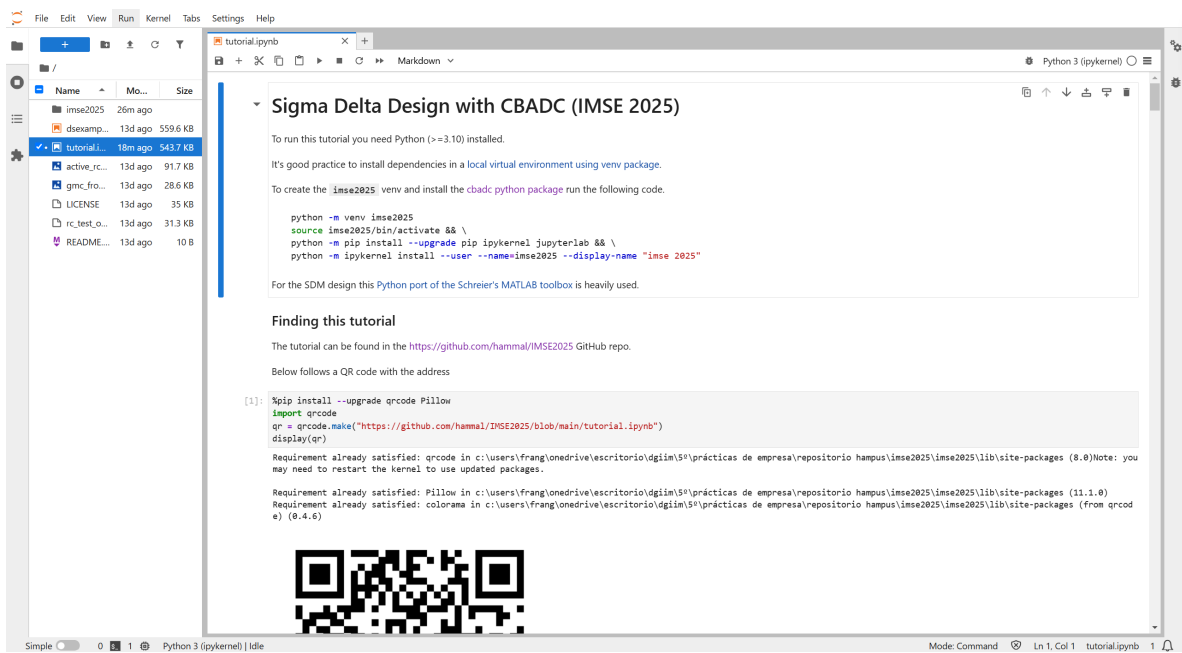 File Edit View Run Kernel Tabs Settings Help
tutorial.ipynb
Markdown
Python 3 (ipykernel)
/
Name Mo... Size
imse2025 26m ago
dsexamp... 13d ago 559.6 KB
tutorial.i... 18m ago 543.7 KB
active_rc... 13d ago 91.7 KB
gmc_fro... 13d ago 28.6 KB
LICENSE 13d ago 35 KB
rc_test_o... 13d ago 31.3 KB
README.... 13d ago 10 B
Sigma Delta Design with CBADC (IMSE 2025)
To run this tutorial you need Python (>=3.10) installed.
It's good practice to install dependencies in a local virtual environment using venv package.
To create the imse2025 venv and install the cbadc python package run the following code.
python -m venv imse2025
source imse2025/bin/activate && \
python -m pip install --upgrade pip ipykernel jupyterlab && \
python -m ipykernel install --user --name=imse2025 --display-name "imse 2025"
For the SDM design this Python port of the Schreier's MATLAB toolbox is heavily used.
Finding this tutorial
The tutorial can be found in the https://github.com/hammal/IMSE2025 GitHub repo.
Below follows a QR code with the address
[1]: %pip install --upgrade qrcode Pillow
import qrcode
qr = qrcode.make("https://github.com/hammal/IMSE2025/blob/main/tutorial.ipynb")
display(qr)
Requirement already satisfied: qrcode in c:\users\frang\onedrive\escritorio\dgiim\5º\prácticas de empresa\repositorio hampus\imse2025\imse2025\lib\site-packages (8.0)Note: you
may need to restart the kernel to use updated packages.
Requirement already satisfied: Pillow in c:\users\frang\onedrive\escritorio\dgiim\5º\prácticas de empresa\repositorio hampus\imse2025\imse2025\lib\site-packages (11.1.0)
Requirement already satisfied: colorama in c:\users\frang\onedrive\escritorio\dgiim\5º\prácticas de empresa\repositorio hampus\imse2025\imse2025\lib\site-packages (from qrcod
e) (0.4.6)
Simple 0 1 Python 3 (ipykernel) | Idle Mode: Command Ln 1, Col 1 tutorial.ipynb 1